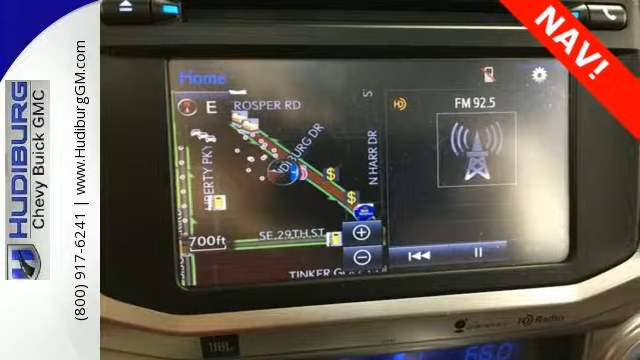 NAV!
HUDIBURG
Chevy Buick GMC
(800) 917-6241 | www.HudiburgGM.com
Home
E
ROSPER RD
S
FM 92.5
N HARR DR
SE 29TH ST
700ft
JBL
HD Radio
660